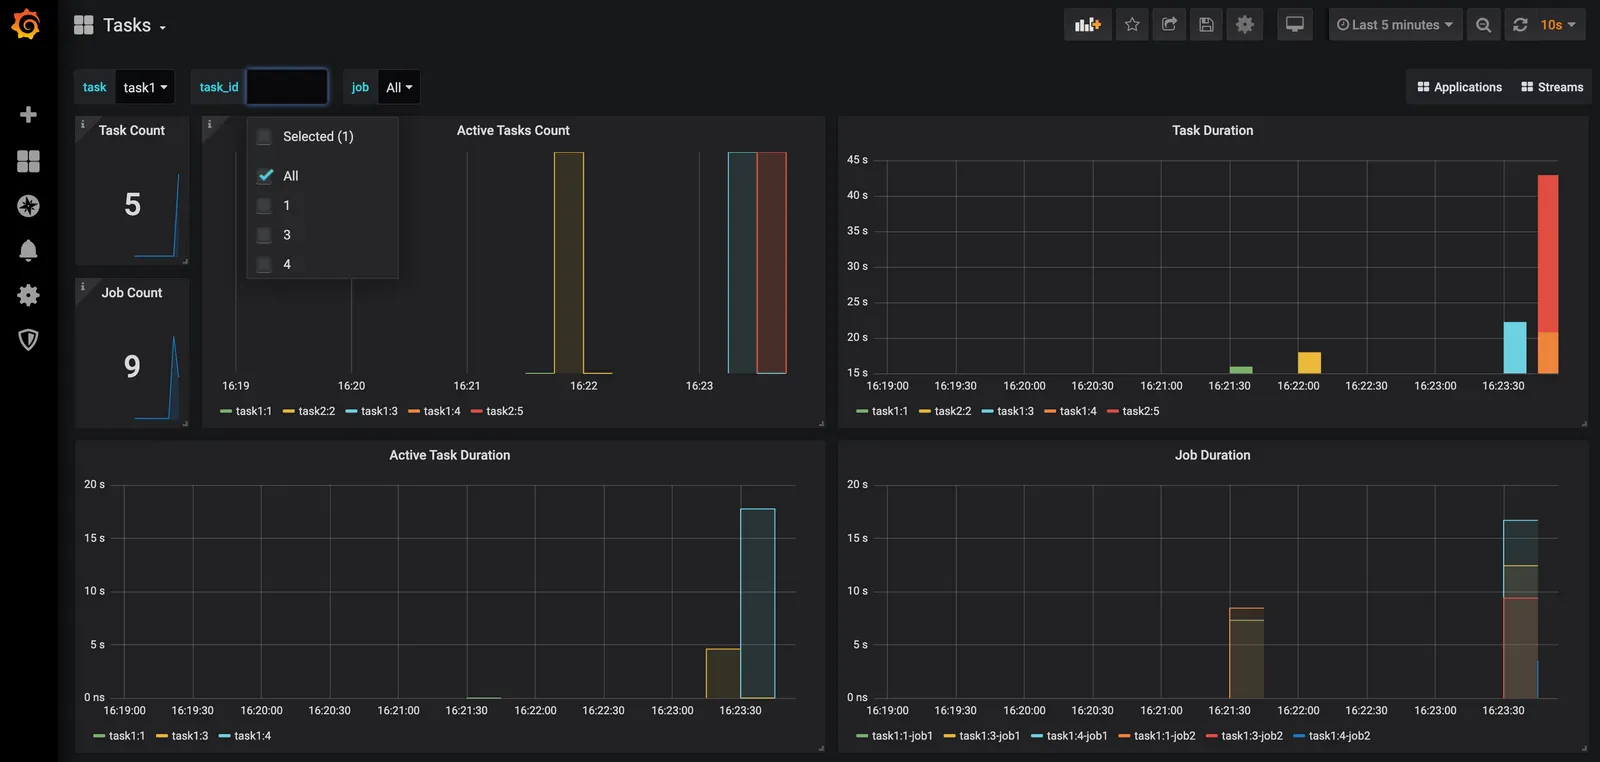 Tasks
Last 5 minutes
10s
task task1
task_id
job All
Applications
Streams
Selected (1)
All
1
3
4
Task Count
5
Job Count
9
Active Tasks Count
16:19 16:20 16:21 16:22 16:23
task1:1 task2:2 task1:3 task1:4 task2:5
Task Duration
45 s
40 s
35 s
30 s
25 s
20 s
15 s
16:19:00 16:19:30 16:20:00 16:20:30 16:21:00 16:21:30 16:22:00 16:22:30 16:23:00 16:23:30
task1:1 task2:2 task1:3 task1:4 task2:5
Active Task Duration
20 s
15 s
10 s
5 s
0 ns
16:19:00 16:19:30 16:20:00 16:20:30 16:21:00 16:21:30 16:22:00 16:22:30 16:23:00 16:23:30
task1:1 task1:3 task1:4
Job Duration
20 s
15 s
10 s
5 s
0 ns
16:19:00 16:19:30 16:20:00 16:20:30 16:21:00 16:21:30 16:22:00 16:22:30 16:23:00 16:23:30
task1:1-job1 task1:3-job1 task1:4-job1 task1:1-job2 task1:3-job2 task1:4-job2